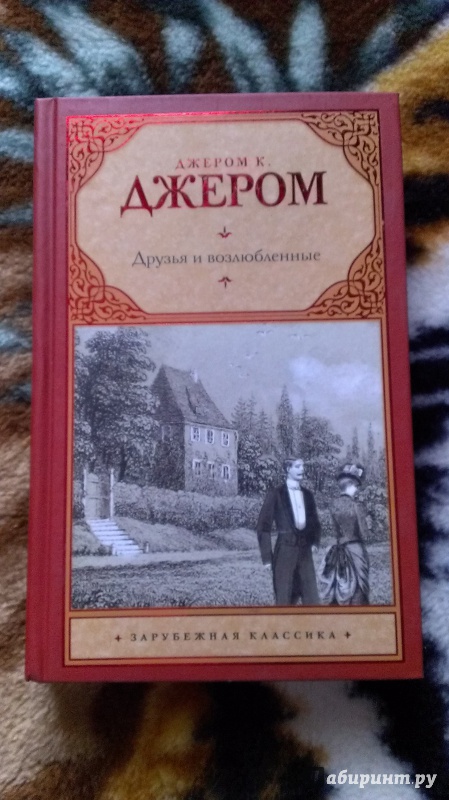 ДЖЕРОМ К.
ДЖЕРОМ
Друзья и возлюбленные
ЗАРУБЕЖНАЯ КЛАССИКА
абиринт.ру